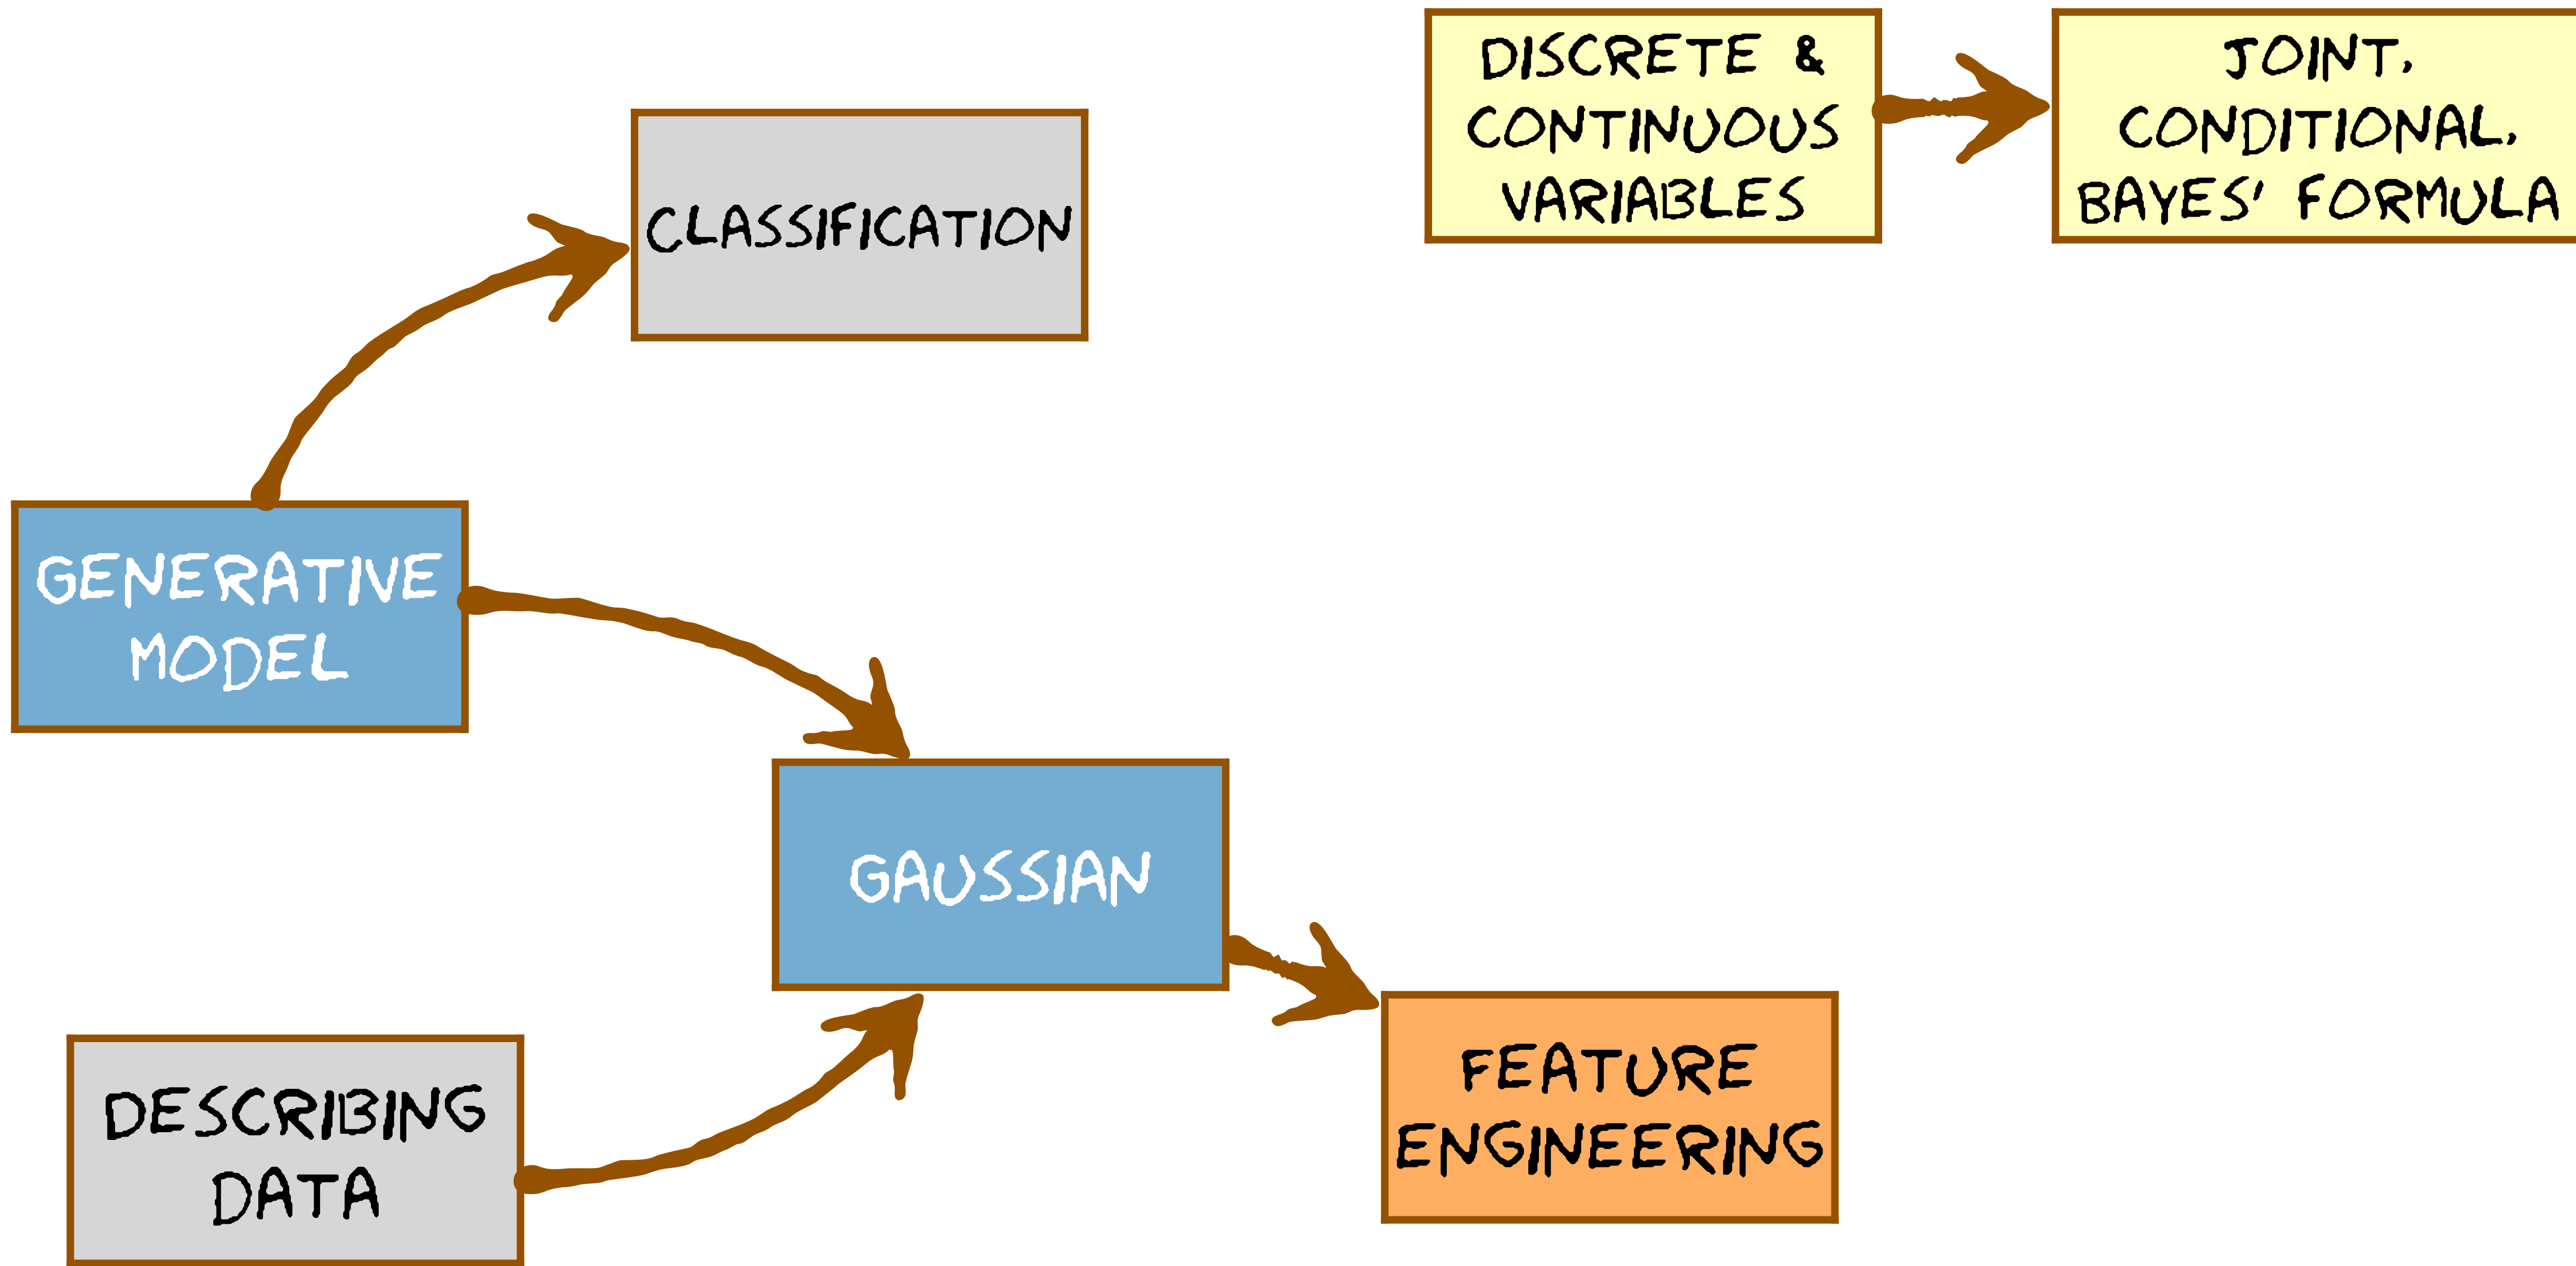 DISCRETE &
CONTINUOUS
VARIABLES
JOINT,
CONDITIONAL,
BAYES' FORMULA
CLASSIFICATION
GENERATIVE
MODEL
GAUSSIAN
DESCRIBING
DATA
FEATURE
ENGINEERING